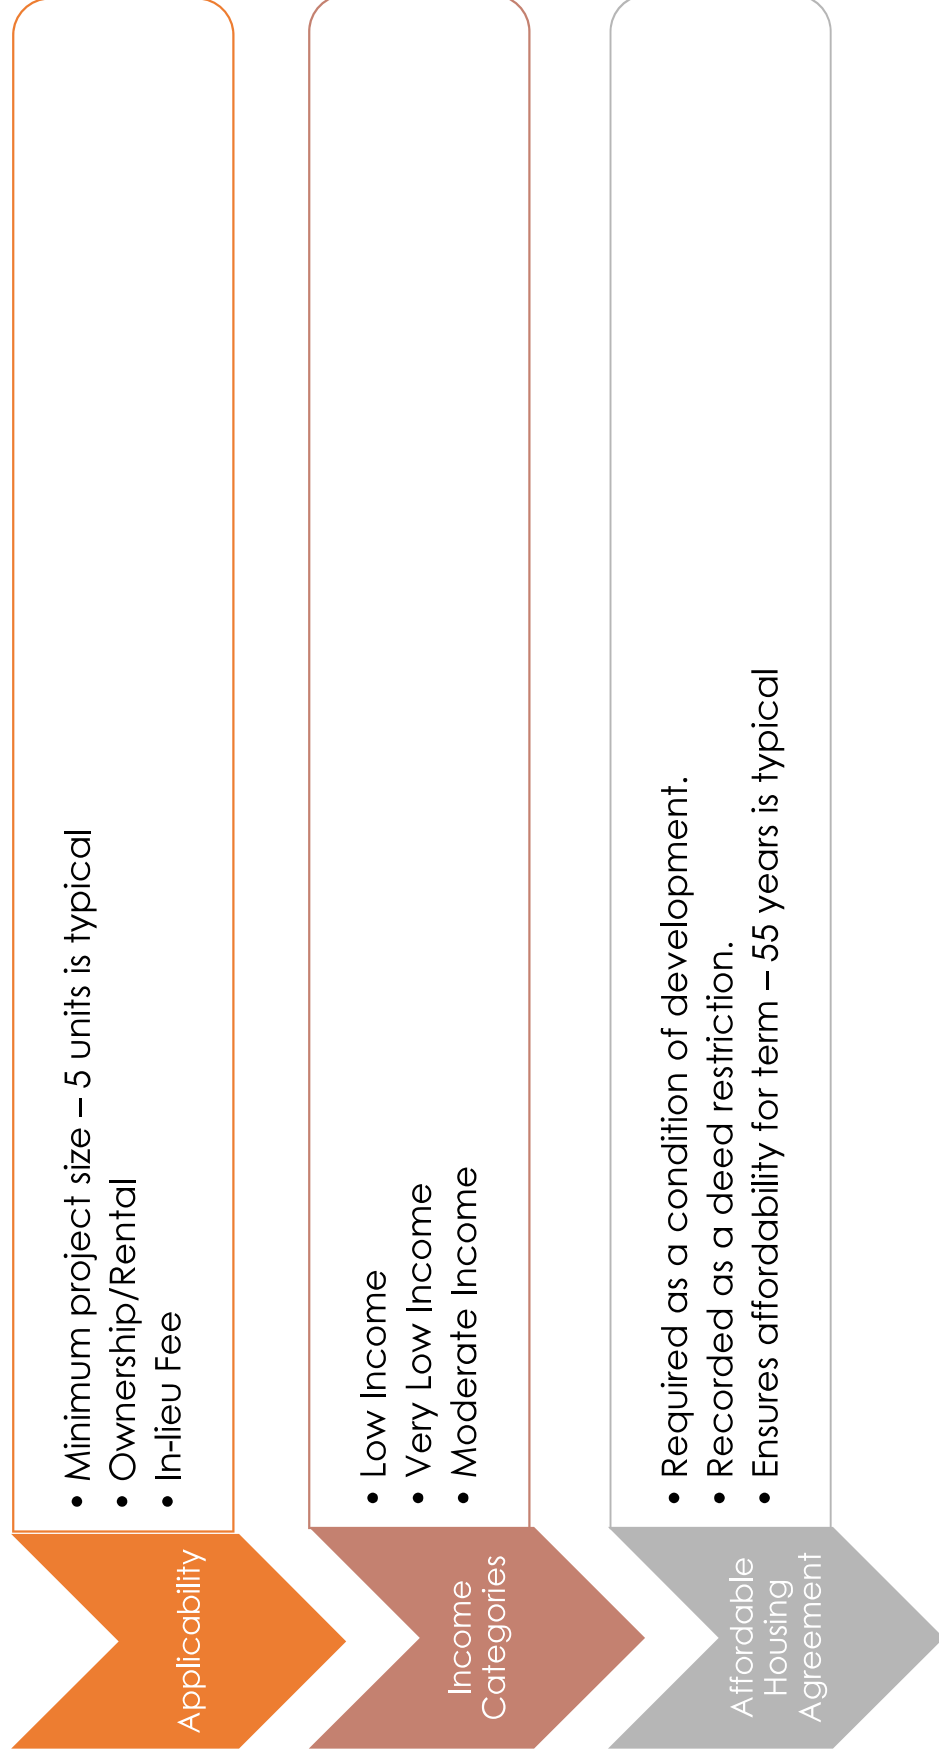 Applicability
• Minimum project size – 5 units is typical
• Ownership/Rental
• In-lieu Fee
Income
Categories
• Low Income
• Very Low Income
• Moderate Income
Affordable
Housing
Agreement
• Required as a condition of development.
• Recorded as a deed restriction.
• Ensures affordability for term – 55 years is typical